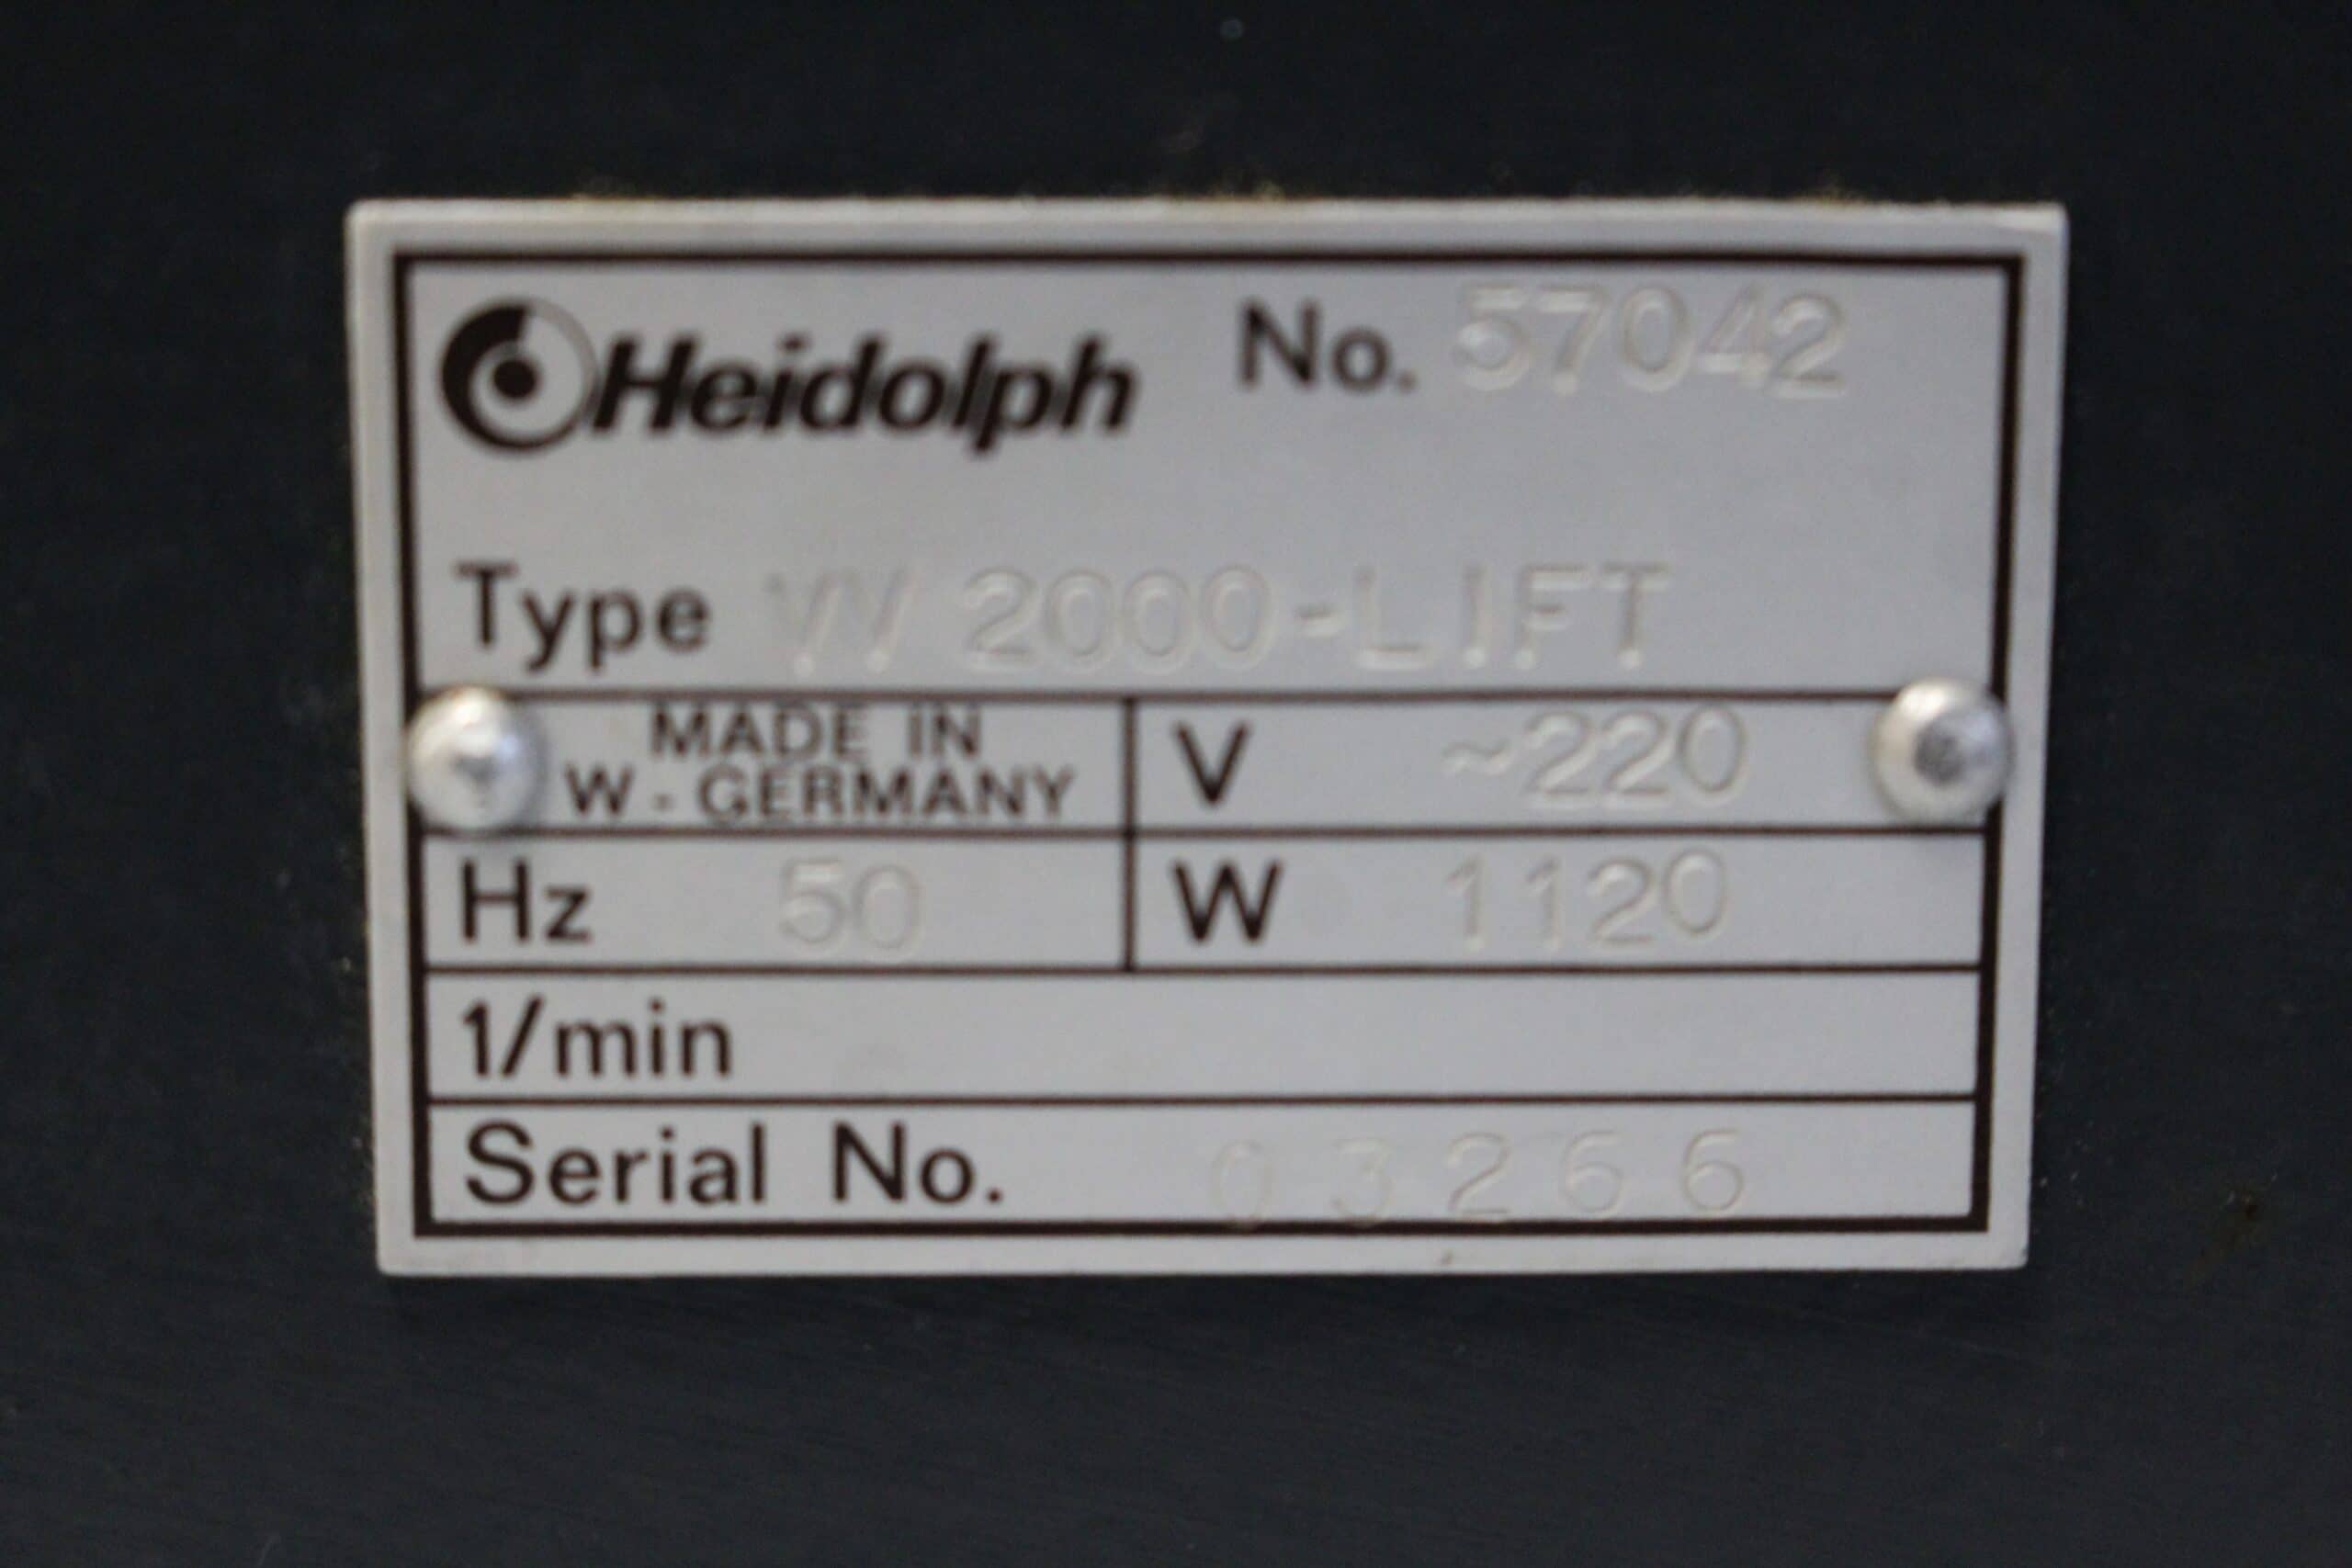 Heidolph No. 57042
Type W 2000-LIFT
MADE IN
W - GERMANY
V ~220
Hz 50
W 1120
1/min
Serial No. 03266